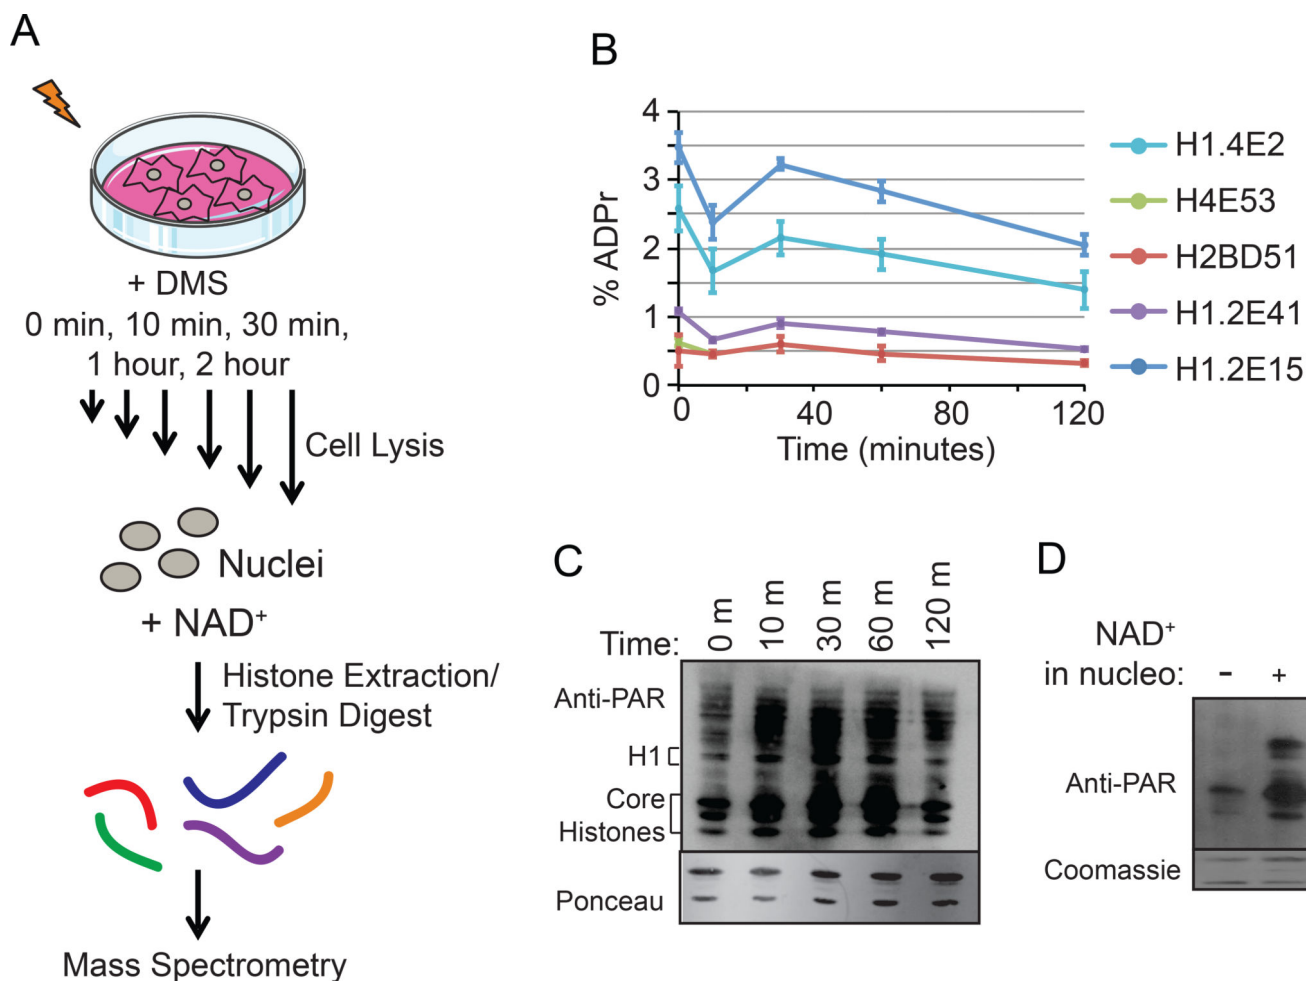 A
+ DMS
0 min, 10 min, 30 min,
1 hour, 2 hour
Cell Lysis
Nuclei
+ NAD⁺
Histone Extraction/
Trypsin Digest
Mass Spectrometry
B
% ADPr
4
3
2
1
0
0 40 80 120
Time (minutes)
H1.4E2
H4E53
H2BD51
H1.2E41
H1.2E15
C
Time: 0 m 10 m 30 m 60 m 120 m
Anti-PAR
H1
Core
Histones
Ponceau
D
NAD⁺
in nucleo: - +
Anti-PAR
Coomassie